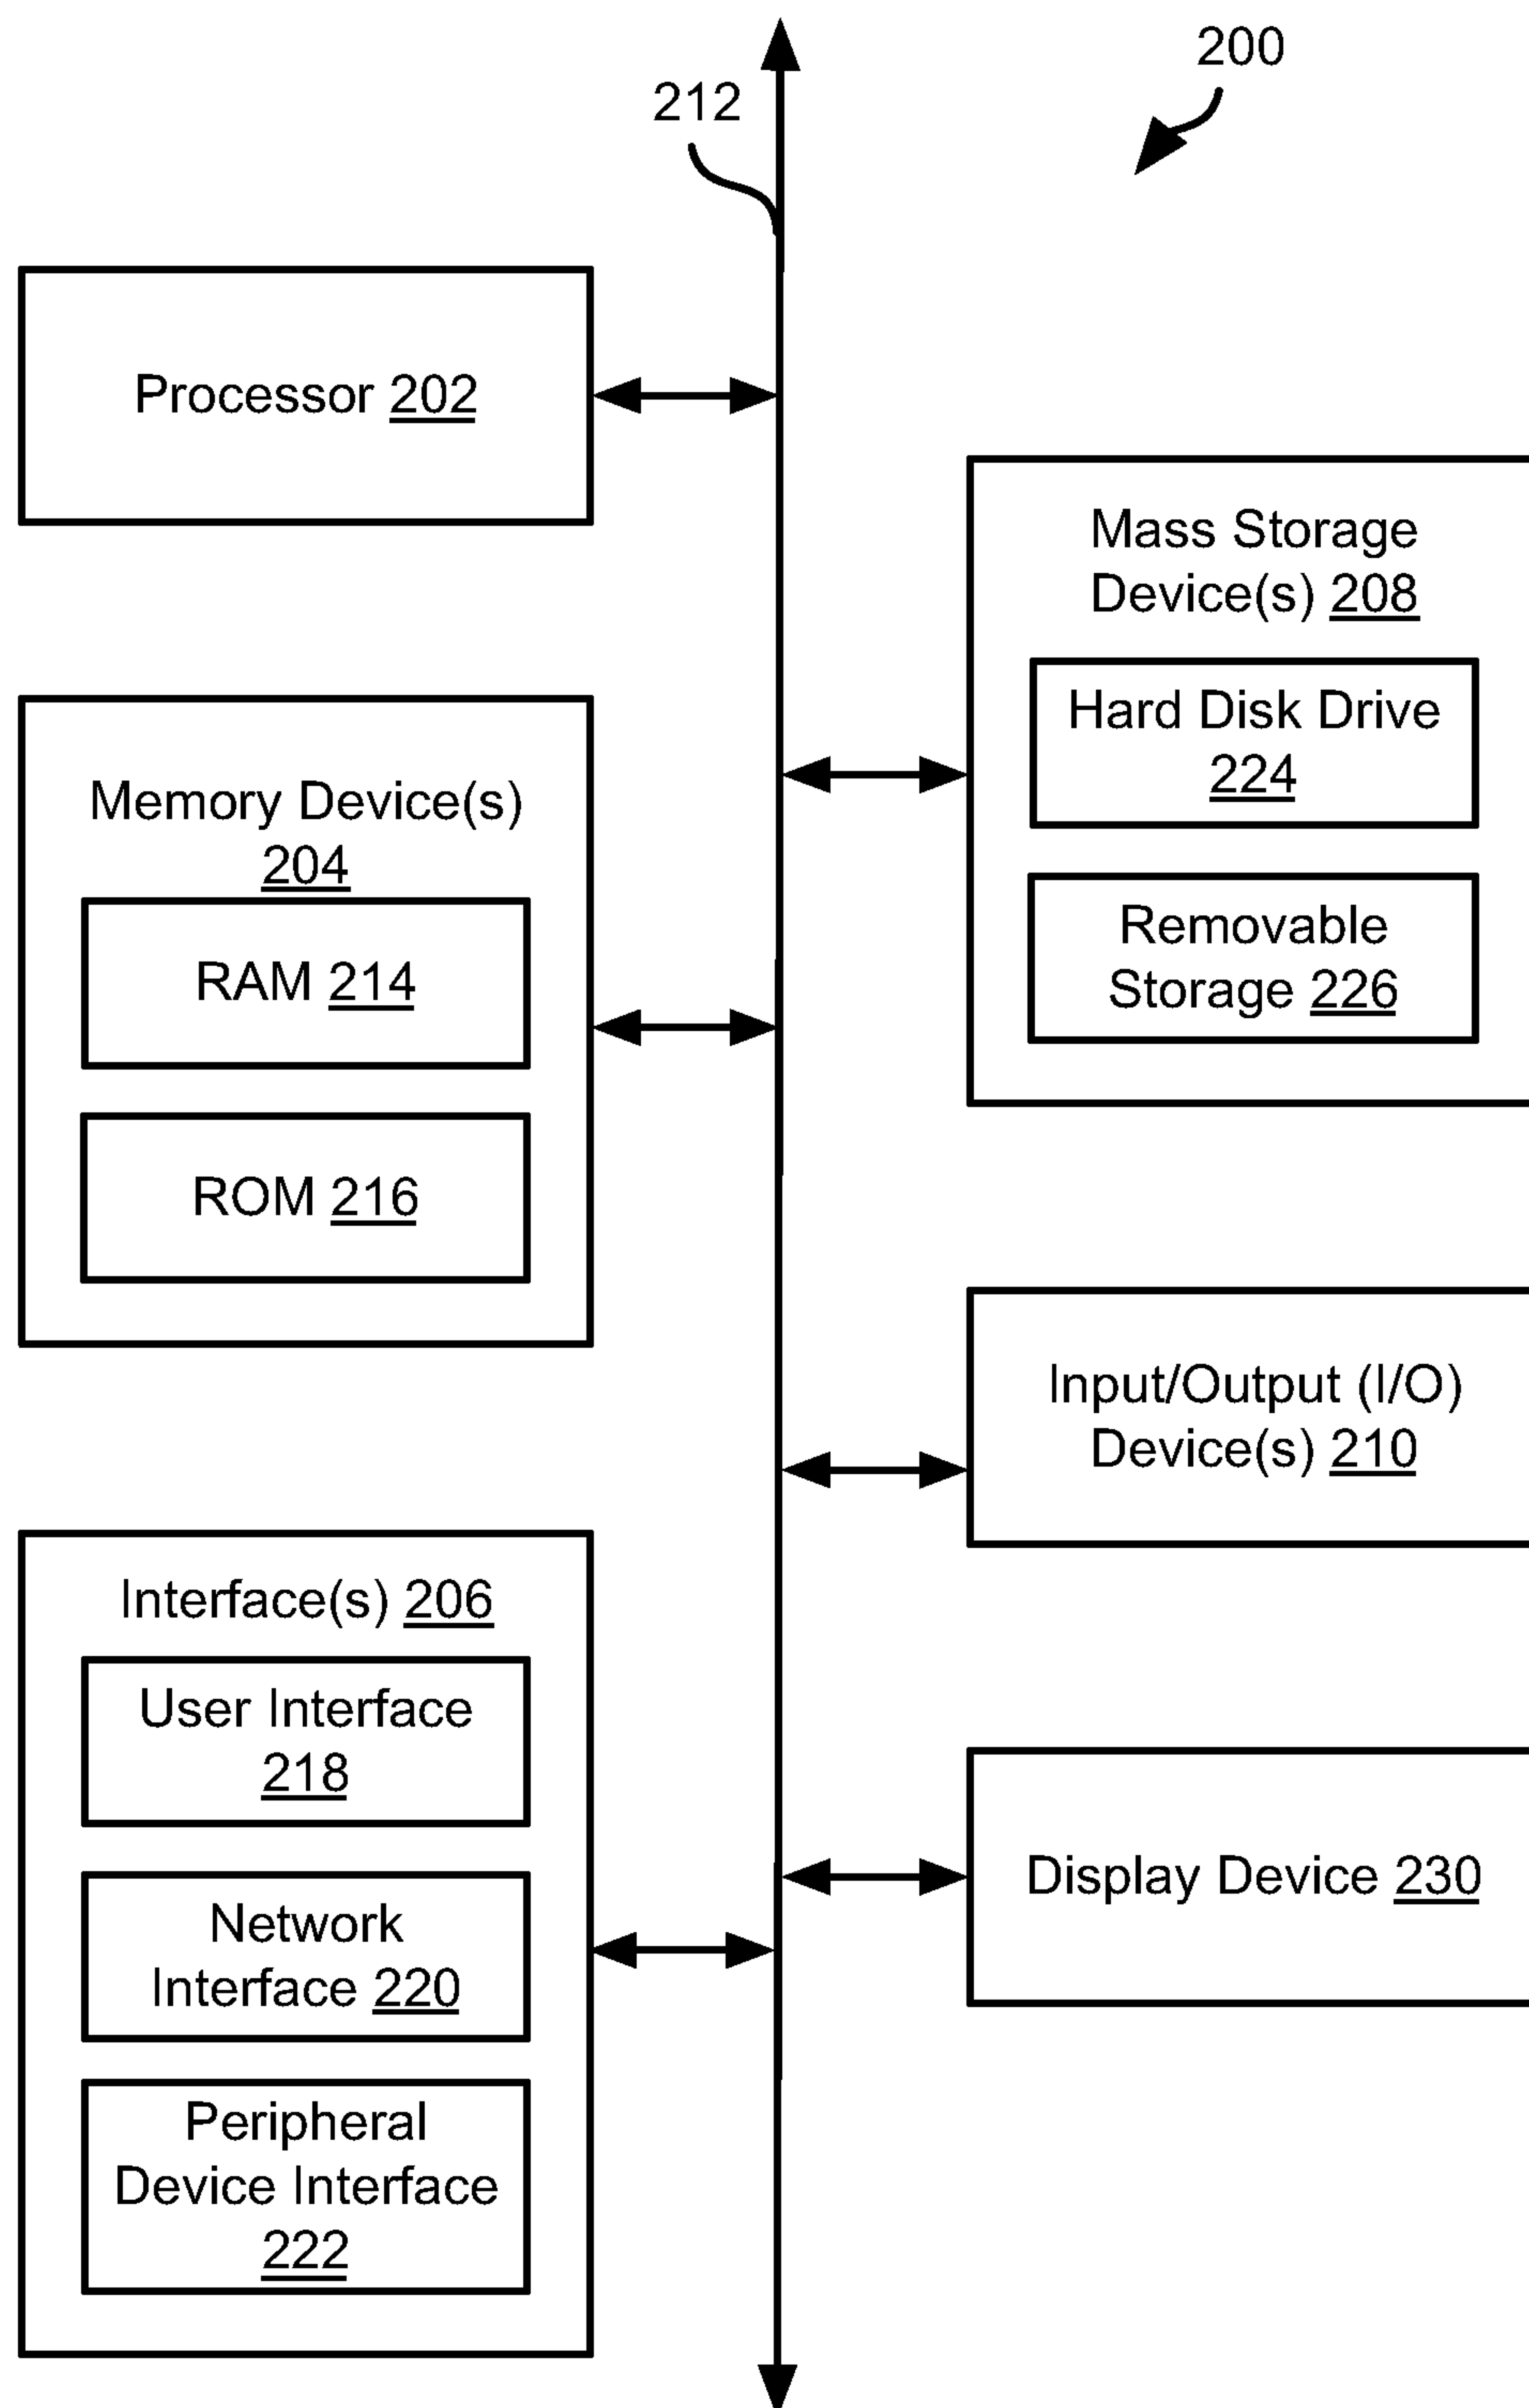 200
212
Processor 202
Mass Storage
Device(s) 208
Hard Disk Drive
224
Removable
Storage 226
Memory Device(s)
204
RAM 214
ROM 216
Input/Output (I/O)
Device(s) 210
Interface(s) 206
User Interface
218
Network
Interface 220
Peripheral
Device Interface
222
Display Device 230